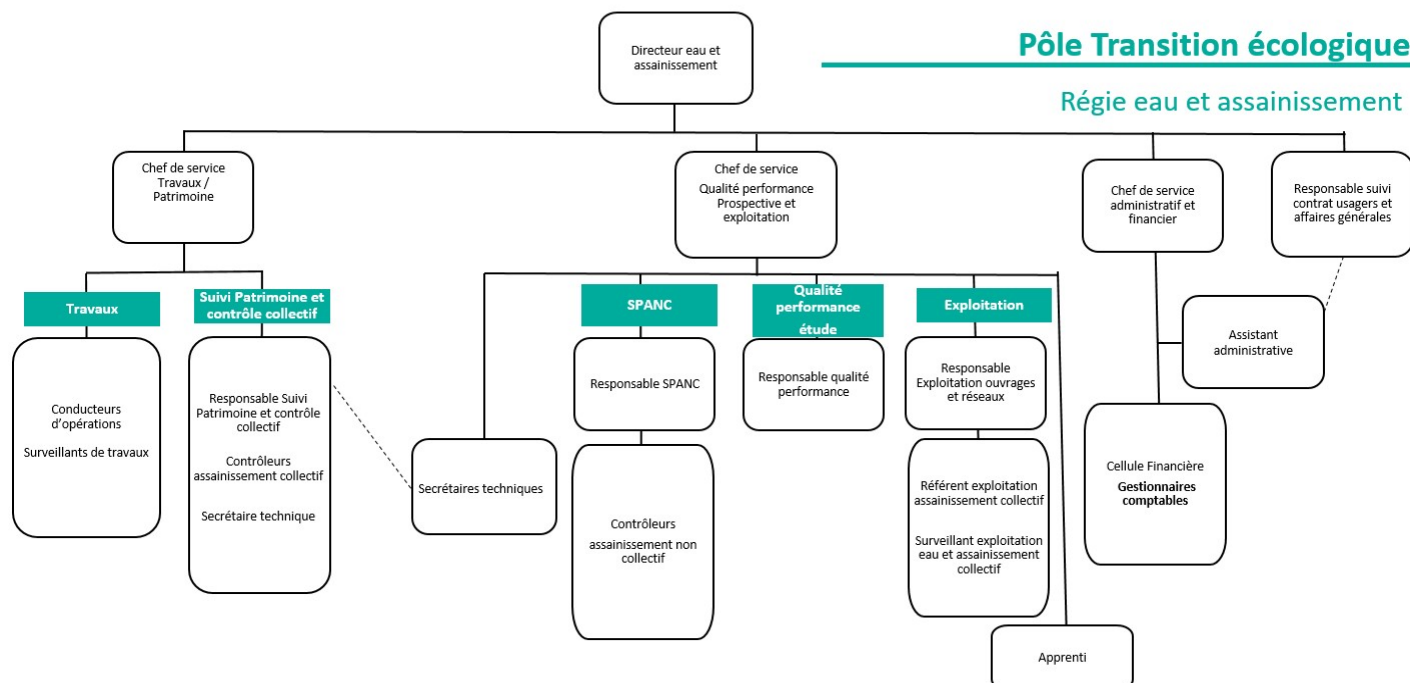 Pôle Transition écologique
Régie eau et assainissement
Directeur eau et
assainissement
Chef de service
Travaux /
Patrimoine
Chef de service
Qualité performance
Prospective et
exploitation
Chef de service
administratif et
financier
Responsable suivi
contrat usagers et
affaires générales
Travaux
Suivi Patrimoine et
contrôle collectif
SPANC
Qualité
performance
étude
Exploitation
Assistant
administrative
Conducteurs
d’opérations
Surveillants de travaux
Responsable Suivi
Patrimoine et contrôle
collectif
Contrôleurs
assainissement collectif
Secrétaire technique
Secrétaires techniques
Responsable SPANC
Contrôleurs
assainissement non
collectif
Responsable qualité
performance
Responsable
Exploitation ouvrages
et réseaux
Référent exploitation
assainissement collectif
Surveillant exploitation
eau et assainissement
collectif
Cellule Financière
Gestionnaires
comptables
Apprenti